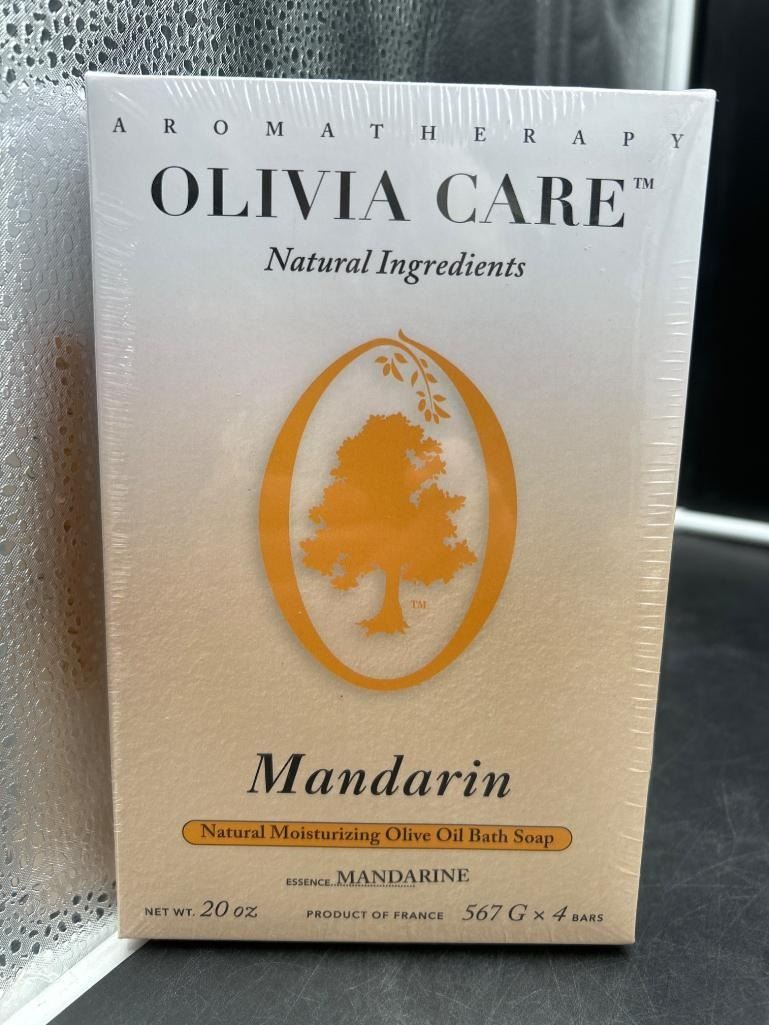 AROMATHERAPY
OLIVIA CARE™
Natural Ingredients
TM
Mandarin
Natural Moisturizing Olive Oil Bath Soap
ESSENCE...MANDARINE
NET WT. 20 oz PRODUCT OF FRANCE 567 G × 4 BARS